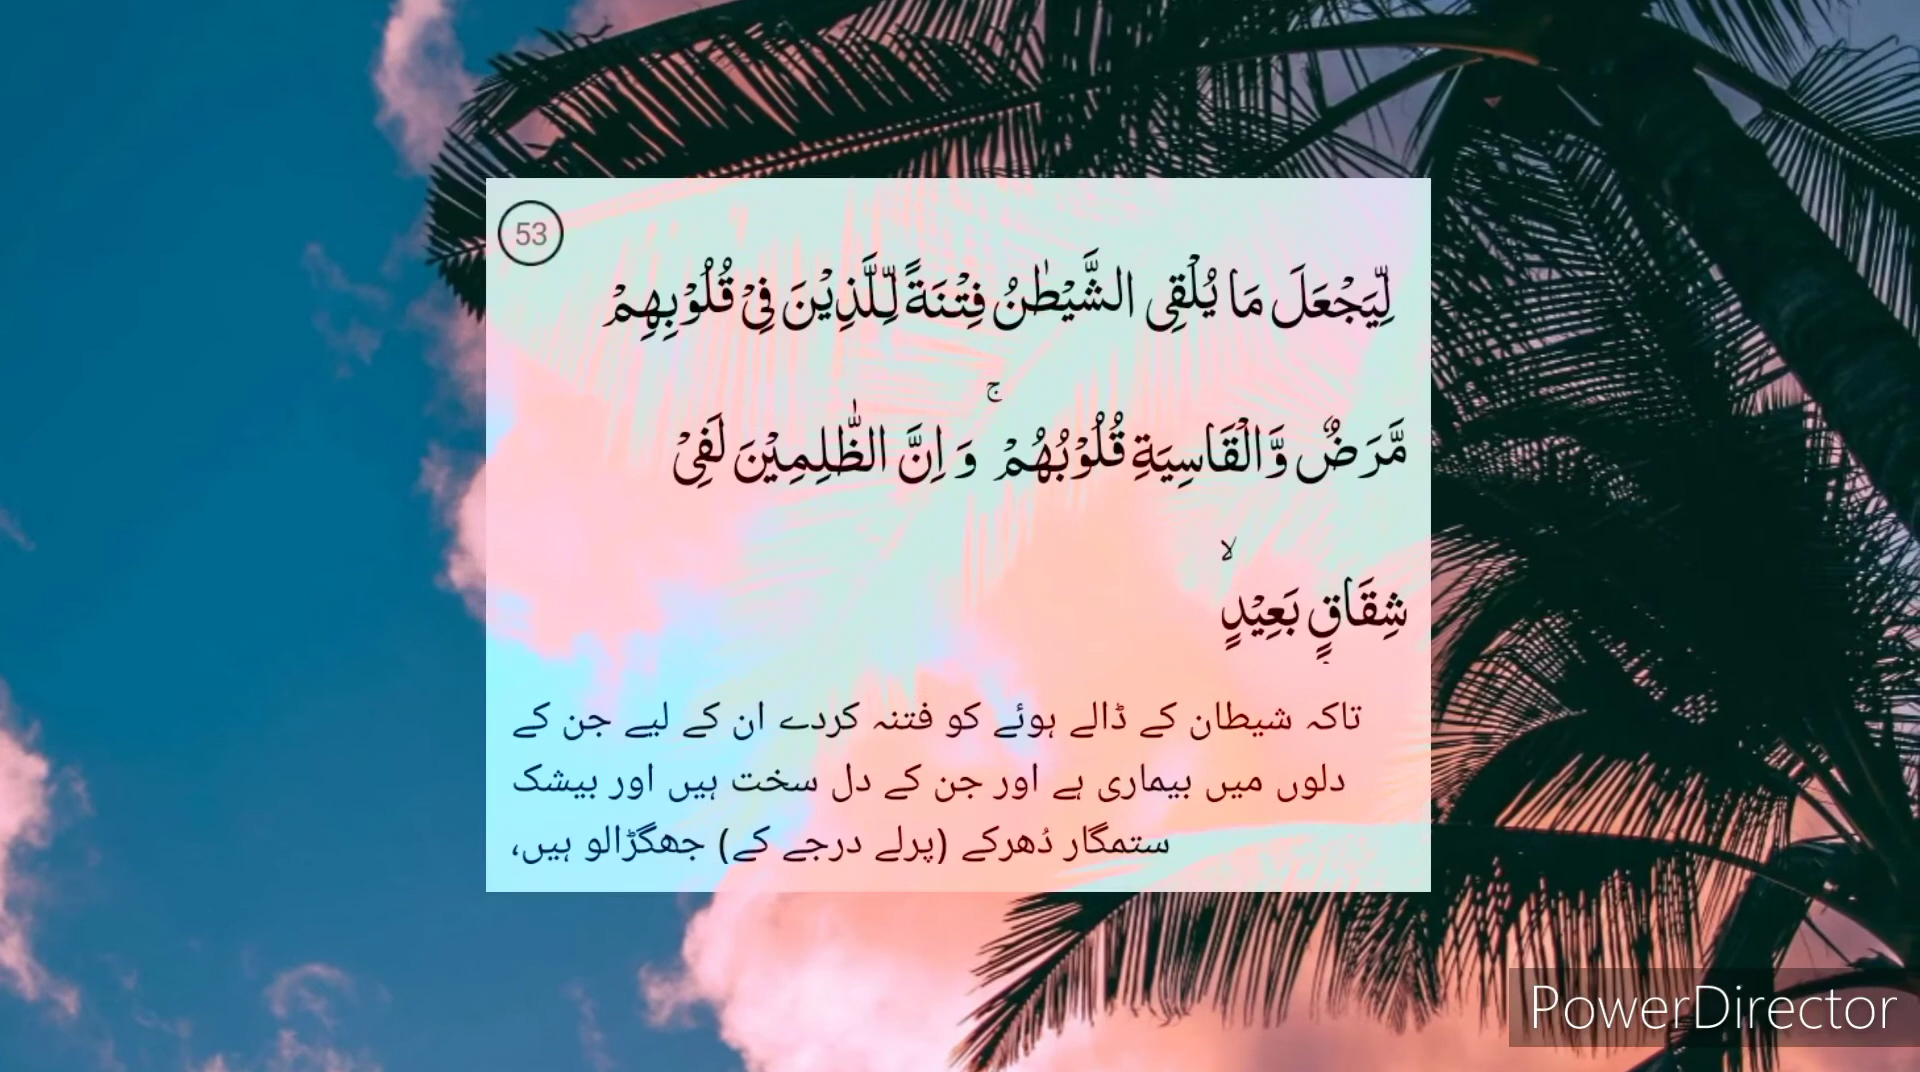 53
لِّیَجْعَلَ مَا یُلْقِی الشَّیْطٰنُ فِتْنَةً لِّلَّذِیْنَ فِیْ قُلُوْبِهِمْ
مَّرَضٌ وَّالْقَاسِیَةِ قُلُوْبُهُمْ ۚ وَ اِنَّ الظّٰلِمِیْنَ لَفِیْ
شِقَاقٍۭ بَعِیْدٍ ۙ
تاکہ شیطان کے ڈالے ہوئے کو فتنہ کردے ان کے لیے جن کے
دلوں میں بیماری ہے اور جن کے دل سخت ہیں اور بیشک
ستمگار دُھرکے (پرلے درجے کے) جھگڑالو ہیں،
PowerDirector